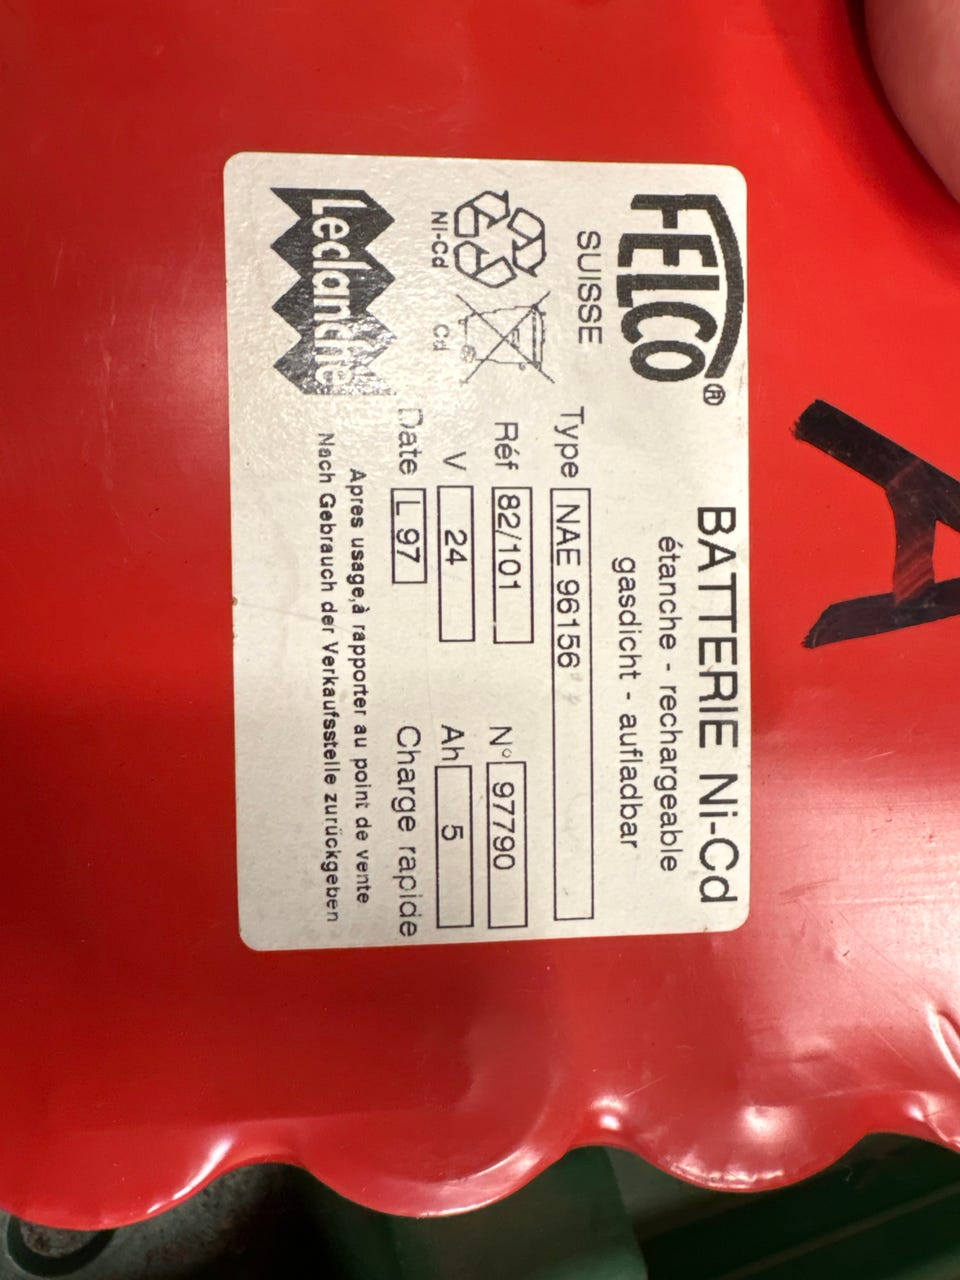 FELCO®
SUISSE
BATTERIE Ni-Cd
étanche - rechargeable
gasdicht - aufladbar
Type NAE 96156
Réf 82/101 N° 97790
V 24 Ah 5
Date L 97 Charge rapide
NI-Cd Cd
Leclanché
Apres usage,à rapporter au point de vente
Nach Gebrauch der Verkaufsstelle zurückgeben
A